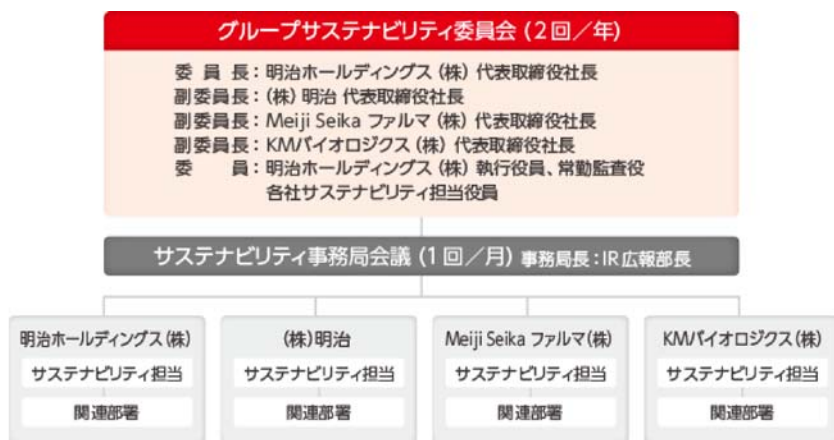 グループサステナビリティ委員会(2回/年)
委員長:明治ホールディングス(株)代表取締役社長
副委員長:(株)明治 代表取締役社長
副委員長:Meiji Seika ファルマ(株)代表取締役社長
副委員長:KMバイオロジクス(株)代表取締役社長
委員:明治ホールディングス(株)執行役員、常勤監査役
各社サステナビリティ担当役員
サステナビリティ事務局会議(1回/月) 事務局長:IR広報部長
明治ホールディングス(株)
サステナビリティ担当
関連部署
(株)明治
サステナビリティ担当
関連部署
Meiji Seika ファルマ(株)
サステナビリティ担当
関連部署
KMバイオロジクス(株)
サステナビリティ担当
関連部署